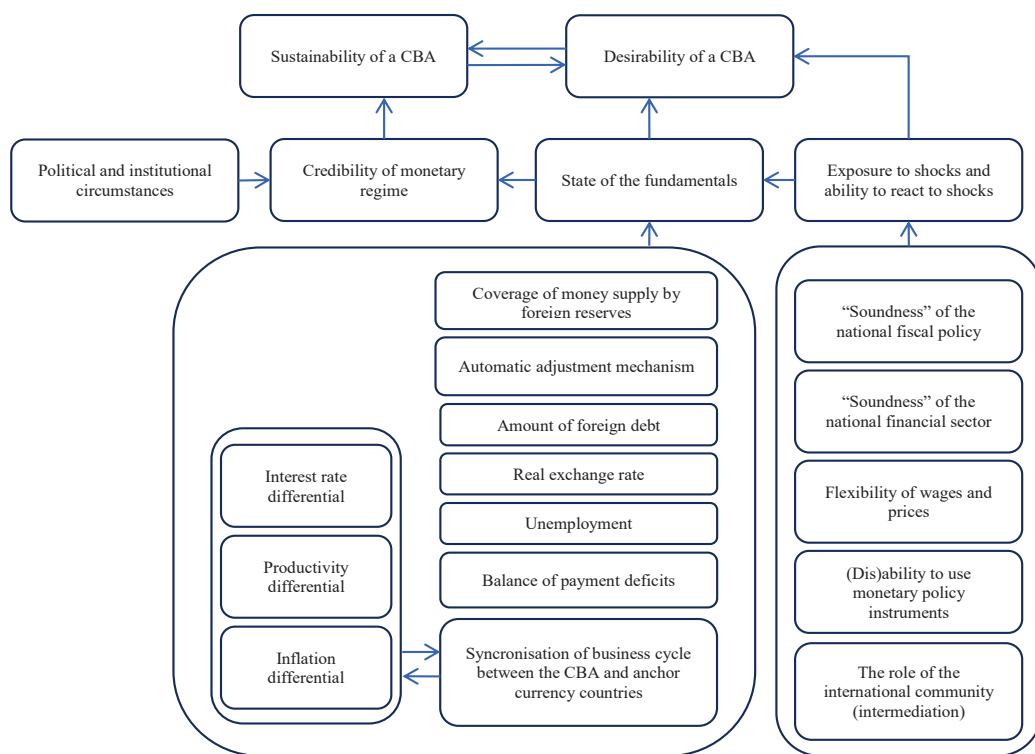 Sustainability of a CBA
Desirability of a CBA
Political and institutional
circumstances
Credibility of monetary
regime
State of the fundamentals
Exposure to shocks and
ability to react to shocks
Coverage of money supply by
foreign reserves
Automatic adjustment mechanism
Amount of foreign debt
Real exchange rate
Unemployment
Balance of payment deficits
Syncronisation of business cycle
between the CBA and anchor
currency countries
Interest rate
differential
Productivity
differential
Inflation
differential
“Soundness” of the
national fiscal policy
“Soundness” of the
national financial sector
Flexibility of wages and
prices
(Dis)ability to use
monetary policy
instruments
The role of the
international community
(intermediation)